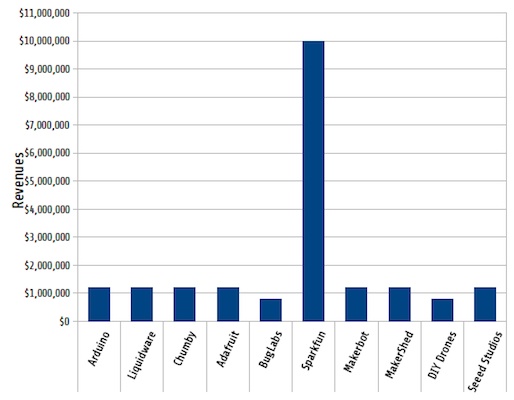 $11,000,000
$10,000,000
$9,000,000
$8,000,000
$7,000,000
$6,000,000
$5,000,000
$4,000,000
$3,000,000
$2,000,000
$1,000,000
$0
Revenues
Arduino
Liquidware
Chumby
Adafruit
BugLabs
Sparkfun
Makerbot
MakerShed
DIY Drones
Seeed Studios